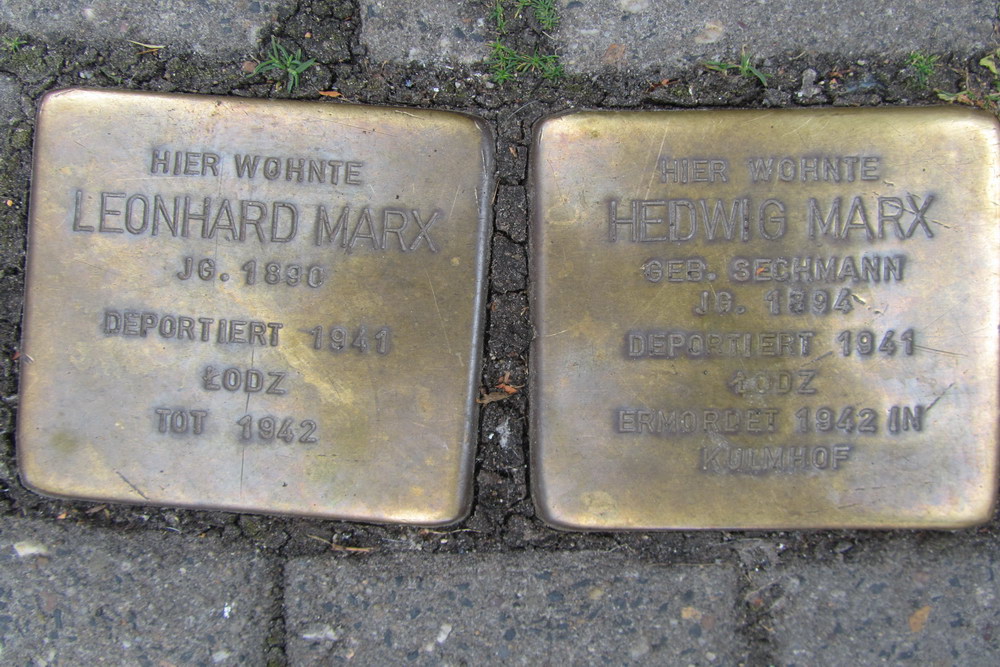 HIER WOHNTE
LEONHARD MARX
JG. 1890
DEPORTIERT 1941
ŁODZ
TOT 1942
HIER WOHNTE
HEDWIG MARX
GEB. SECHMANN
JG. 1894
DEPORTIERT 1941
ŁODZ
ERMORDET 1942 IN
KULMHOF